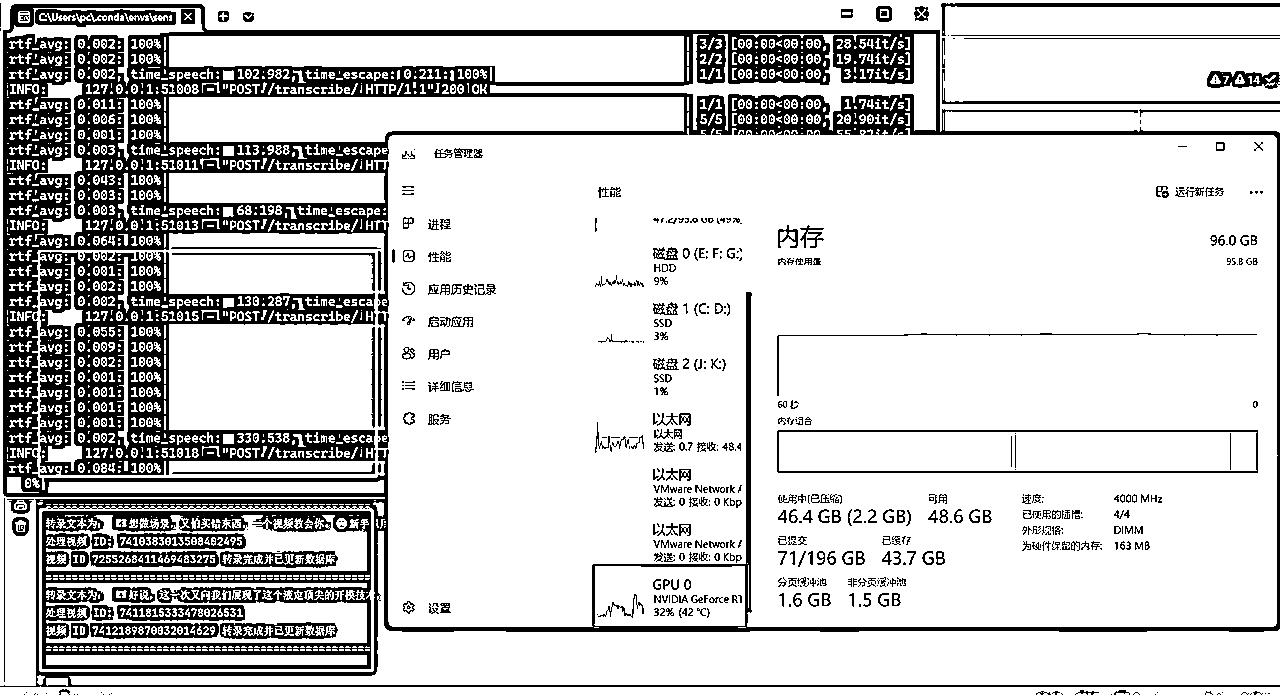 C:\Users\pc\.conda\envs\sens
rtf_avg: 0.002: 100%| 3/3 [00:00<00:00, 28.54it/s]
rtf_avg: 0.002: 100%| 2/2 [00:00<00:00, 19.74it/s]
rtf_avg: 0.002, time_speech: 102.982, time_escape: 0.211: 100%| 1/1 [00:00<00:00, 3.17it/s]
INFO: 127.0.0.1:51008 - "POST /transcribe/ HTTP/1.1" 200 OK
rtf_avg: 0.011: 100%| 1/1 [00:00<00:00, 1.74it/s]
rtf_avg: 0.006: 100%| 5/5 [00:00<00:00, 20.90it/s]
rtf_avg: 0.001: 100%|
rtf_avg: 0.003, time_speech: 113.988, time_escape
INFO: 127.0.0.1:51011 - "POST /transcribe/ HTT
rtf_avg: 0.043: 100%|
rtf_avg: 0.003: 100%|
rtf_avg: 0.003, time_speech: 68.198, time_escape:
INFO: 127.0.0.1:51013 - "POST /transcribe/ HTT
rtf_avg: 0.064: 100%|
rtf_avg: 0.002: 100%|
rtf_avg: 0.001: 100%|
rtf_avg: 0.002: 100%|
rtf_avg: 0.002, time_speech: 130.287, time_escape
INFO: 127.0.0.1:51015 - "POST /transcribe/ HTT
rtf_avg: 0.055: 100%|
rtf_avg: 0.009: 100%|
rtf_avg: 0.002: 100%|
rtf_avg: 0.001: 100%|
rtf_avg: 0.001: 100%|
rtf_avg: 0.001: 100%|
rtf_avg: 0.001: 100%|
rtf_avg: 0.002, time_speech: 330.538, time_escape
INFO: 127.0.0.1:51018 - "POST /transcribe/ HTT
rtf_avg: 0.084: 100%|
0%|
7 14
转录文本为: 想做场景，又怕买错东西，一个视频教会你。 新手
处理视频 ID: 7410383013508402495
视频 ID 7255268411469483275 转录完成并已更新数据库
转录文本为: 好说，这一次又向我们展现了这个液定顶尖的开模技术
处理视频 ID: 7411815333478026531
视频 ID 7412189870032014629 转录完成并已更新数据库
任务管理器
性能
运行新任务
进程
性能
应用历史记录
启动应用
用户
详细信息
服务
设置
47.2/95.8 GB (49%)
磁盘 0 (E: F: G:)
HDD
9%
磁盘 1 (C: D:)
SSD
3%
磁盘 2 (J: K:)
SSD
1%
以太网
以太网
发送: 0.7 接收: 48.4
以太网
VMware Network A
发送: 0 接收: 0 Kbp
以太网
VMware Network A
发送: 0 接收: 0 Kbp
GPU 0
NVIDIA GeForce RT
32% (42 °C)
内存 96.0 GB
内存使用量 95.8 GB
60 秒 0
内存组合
使用中(已压缩) 可用
46.4 GB (2.2 GB) 48.6 GB
已提交 已缓存
71/196 GB 43.7 GB
分页缓冲池 非分页缓冲池
1.6 GB 1.5 GB
速度: 4000 MHz
已使用的插槽: 4/4
外形规格: DIMM
为硬件保留的内存: 163 MB